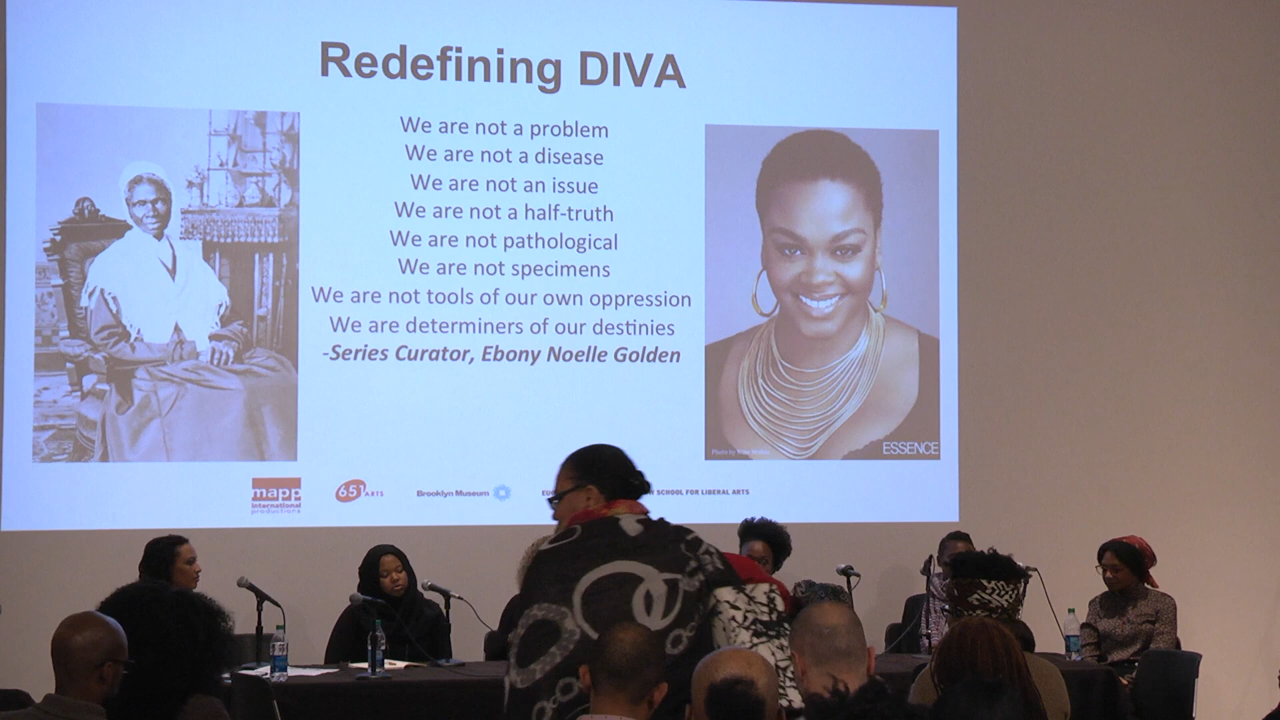 Redefining DIVA
We are not a problem
We are not a disease
We are not an issue
We are not a half-truth
We are not pathological
We are not specimens
We are not tools of our own oppression
We are determiners of our destinies
-Series Curator, Ebony Noelle Golden
ESSENCE
mapp
international
productions
651 ARTS
Brooklyn Museum
SCHOOL FOR LIBERAL ARTS